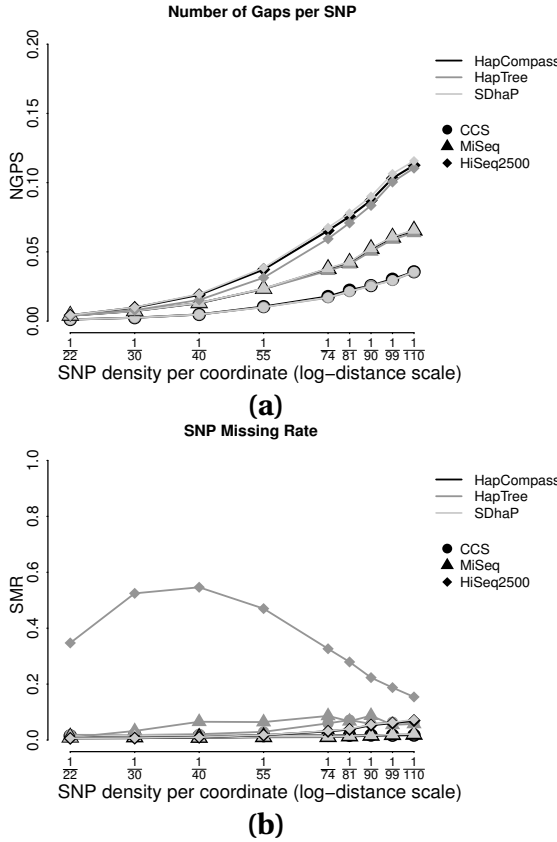 Number of Gaps per SNP
0.20
0.15
0.10
0.05
0.00
NGPS
HapCompass
HapTree
SDhaP
CCS
MiSeq
HiSeq2500
1 1 1 1 1 1 1 1 1
22 30 40 55 74 81 90 99 110
SNP density per coordinate (log−distance scale)
(a)
SNP Missing Rate
1.0
0.8
0.6
0.4
0.2
0.0
SMR
HapCompass
HapTree
SDhaP
CCS
MiSeq
HiSeq2500
1 1 1 1 1 1 1 1 1
22 30 40 55 74 81 90 99 110
SNP density per coordinate (log−distance scale)
(b)